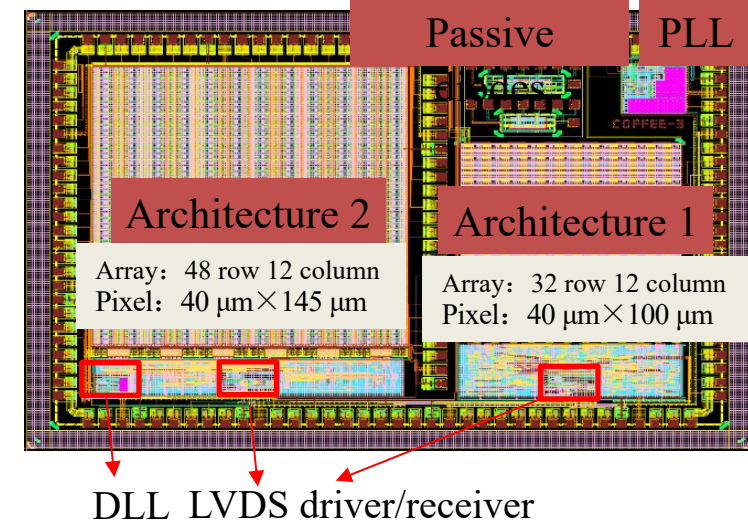 Passive
diodes
PLL
COFFEE-3
Architecture 2
Array：48 row 12 column
Pixel：40 μm×145 μm
Architecture 1
Array：32 row 12 column
Pixel：40 μm×100 μm
DLL LVDS driver/receiver